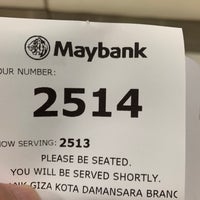 Maybank
OUR NUMBER:
2514
NOW SERVING: 2513
PLEASE BE SEATED.
YOU WILL BE SERVED SHORTLY.
GIZA KOTA DAMANSARA BRANC